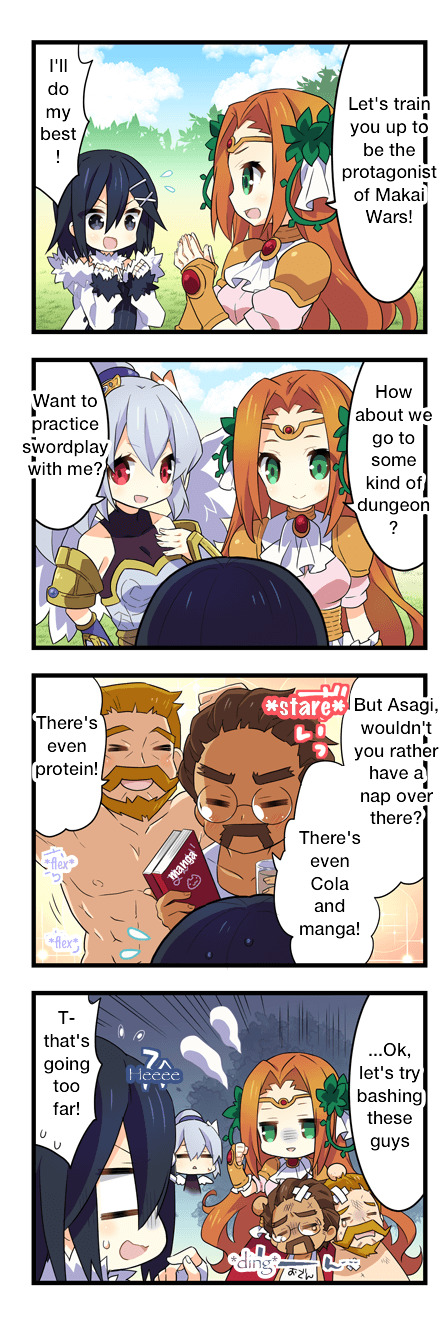 Let's train
you up to
be the
protagonist
of Makai
Wars!
I'll
do
my
best
!
How
about we
go to
some
kind of
dungeon
?
Want to
practice
swordplay
with me?
*stare*
But Asagi,
wouldn't
you rather
have a
nap over
there?
There's
even
protein!
There's
even
Cola
and
manga!
manga
*flex*
*flex*
...Ok,
let's try
bashing
these
guys
T-
that's
going
too
far!
Heeee
*ding*
おさん